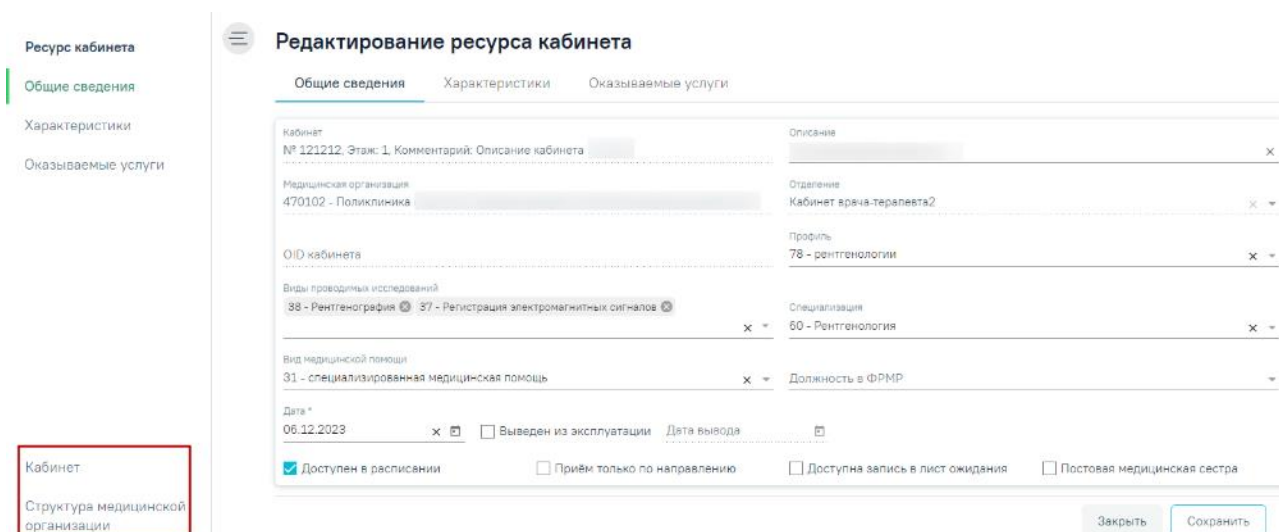 Ресурс кабинета
Общие сведения
Характеристики
Оказываемые услуги
Кабинет
Структура медицинской
организации
Редактирование ресурса кабинета
Общие сведения Характеристики Оказываемые услуги
Кабинет Описание
№ 121212, Этаж: 1, Комментарий: Описание кабинета
Медицинская организация Отделение
470102 - Поликлиника Кабинет врача-терапевта2
Профиль
OID кабинета 78 - рентгенологии
Виды проводимых исследований
38 - Рентгенография 37 - Регистрация электромагнитных сигналов Специализация
60 - Рентгенология
Вид медицинской помощи
31 - специализированная медицинская помощь Должность в ФРМР
Дата *
06.12.2023 Выведен из эксплуатации Дата вывода
Доступен в расписании Приём только по направлению Доступна запись в лист ожидания Постовая медицинская сестра
Закрыть Сохранить